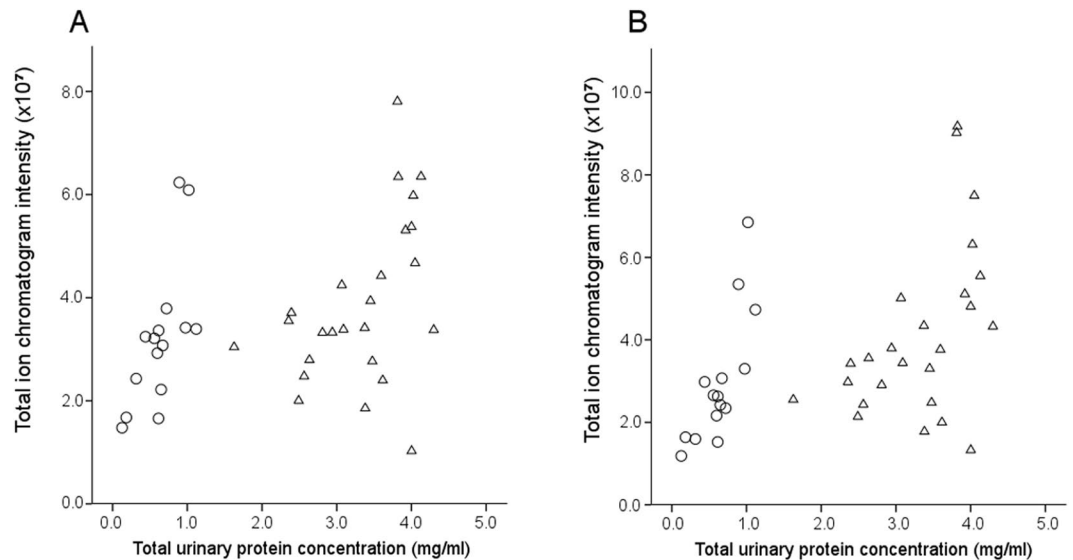 A
Total ion chromatogram intensity (x10⁷)
8.0
6.0
4.0
2.0
0.0
0.0 1.0 2.0 3.0 4.0 5.0
Total urinary protein concentration (mg/ml)
B
Total ion chromatogram intensity (x10⁷)
10.0
8.0
6.0
4.0
2.0
0.0
0.0 1.0 2.0 3.0 4.0 5.0
Total urinary protein concentration (mg/ml)